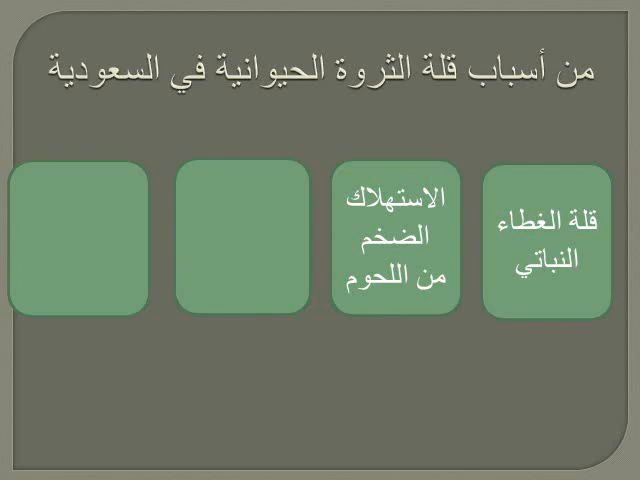 من أسباب قلة الثروة الحيوانية في السعودية
قلة الغطاء
النباتي
الاستهلاك
الضخم
من اللحوم